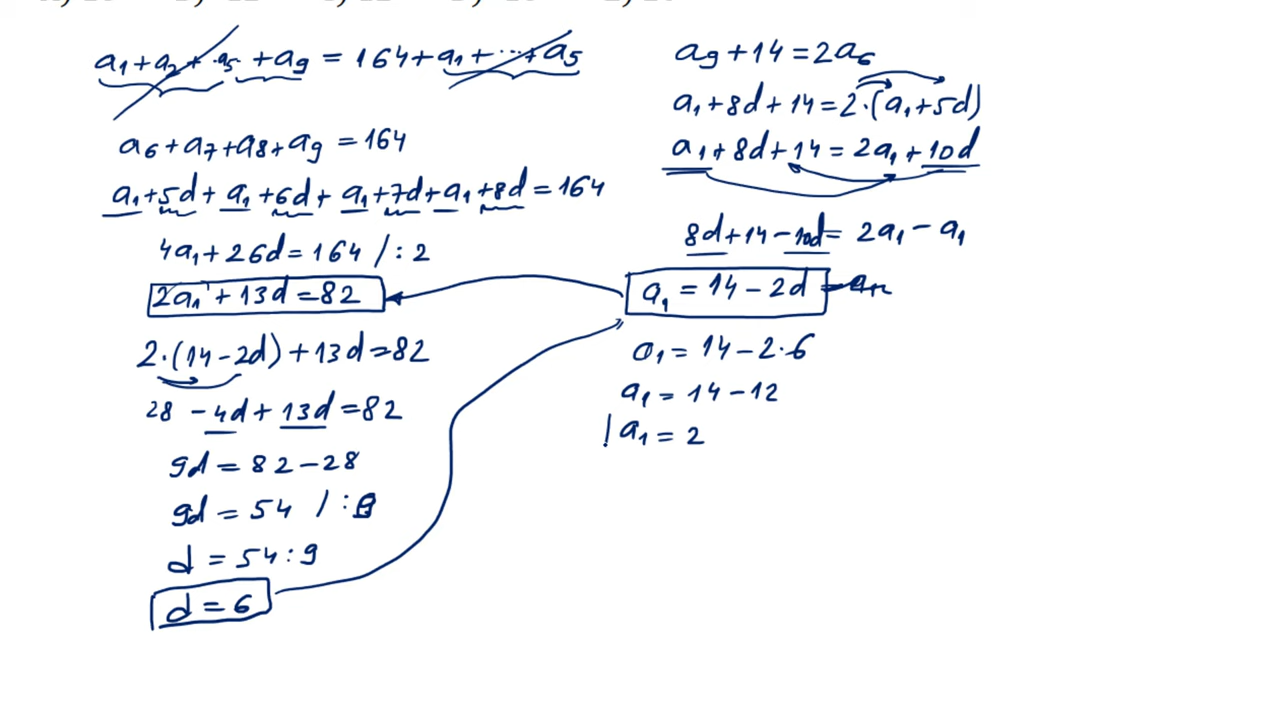 a₁+a₂+ a₅ +a₉ = 164+a₁+ ⋯ +a₅
a₆+a₇+a₈+a₉ = 164
a₁+5d+a₁+6d+a₁+7d+a₁+8d = 164
4a₁+26d = 164 /:2
2a₁+13d = 82
2·(14-2d)+13d = 82
28 -4d+13d = 82
9d = 82-28
9d = 54 /:9
d = 54:9
d = 6
a₉+14 = 2a₆
a₁+8d+14 = 2·(a₁+5d)
a₁+8d+14 = 2a₁+10d
8d+14-10d = 2a₁-a₁
a₁ = 14-2d
a₁ = 14-2·6
a₁ = 14-12
a₁ = 2